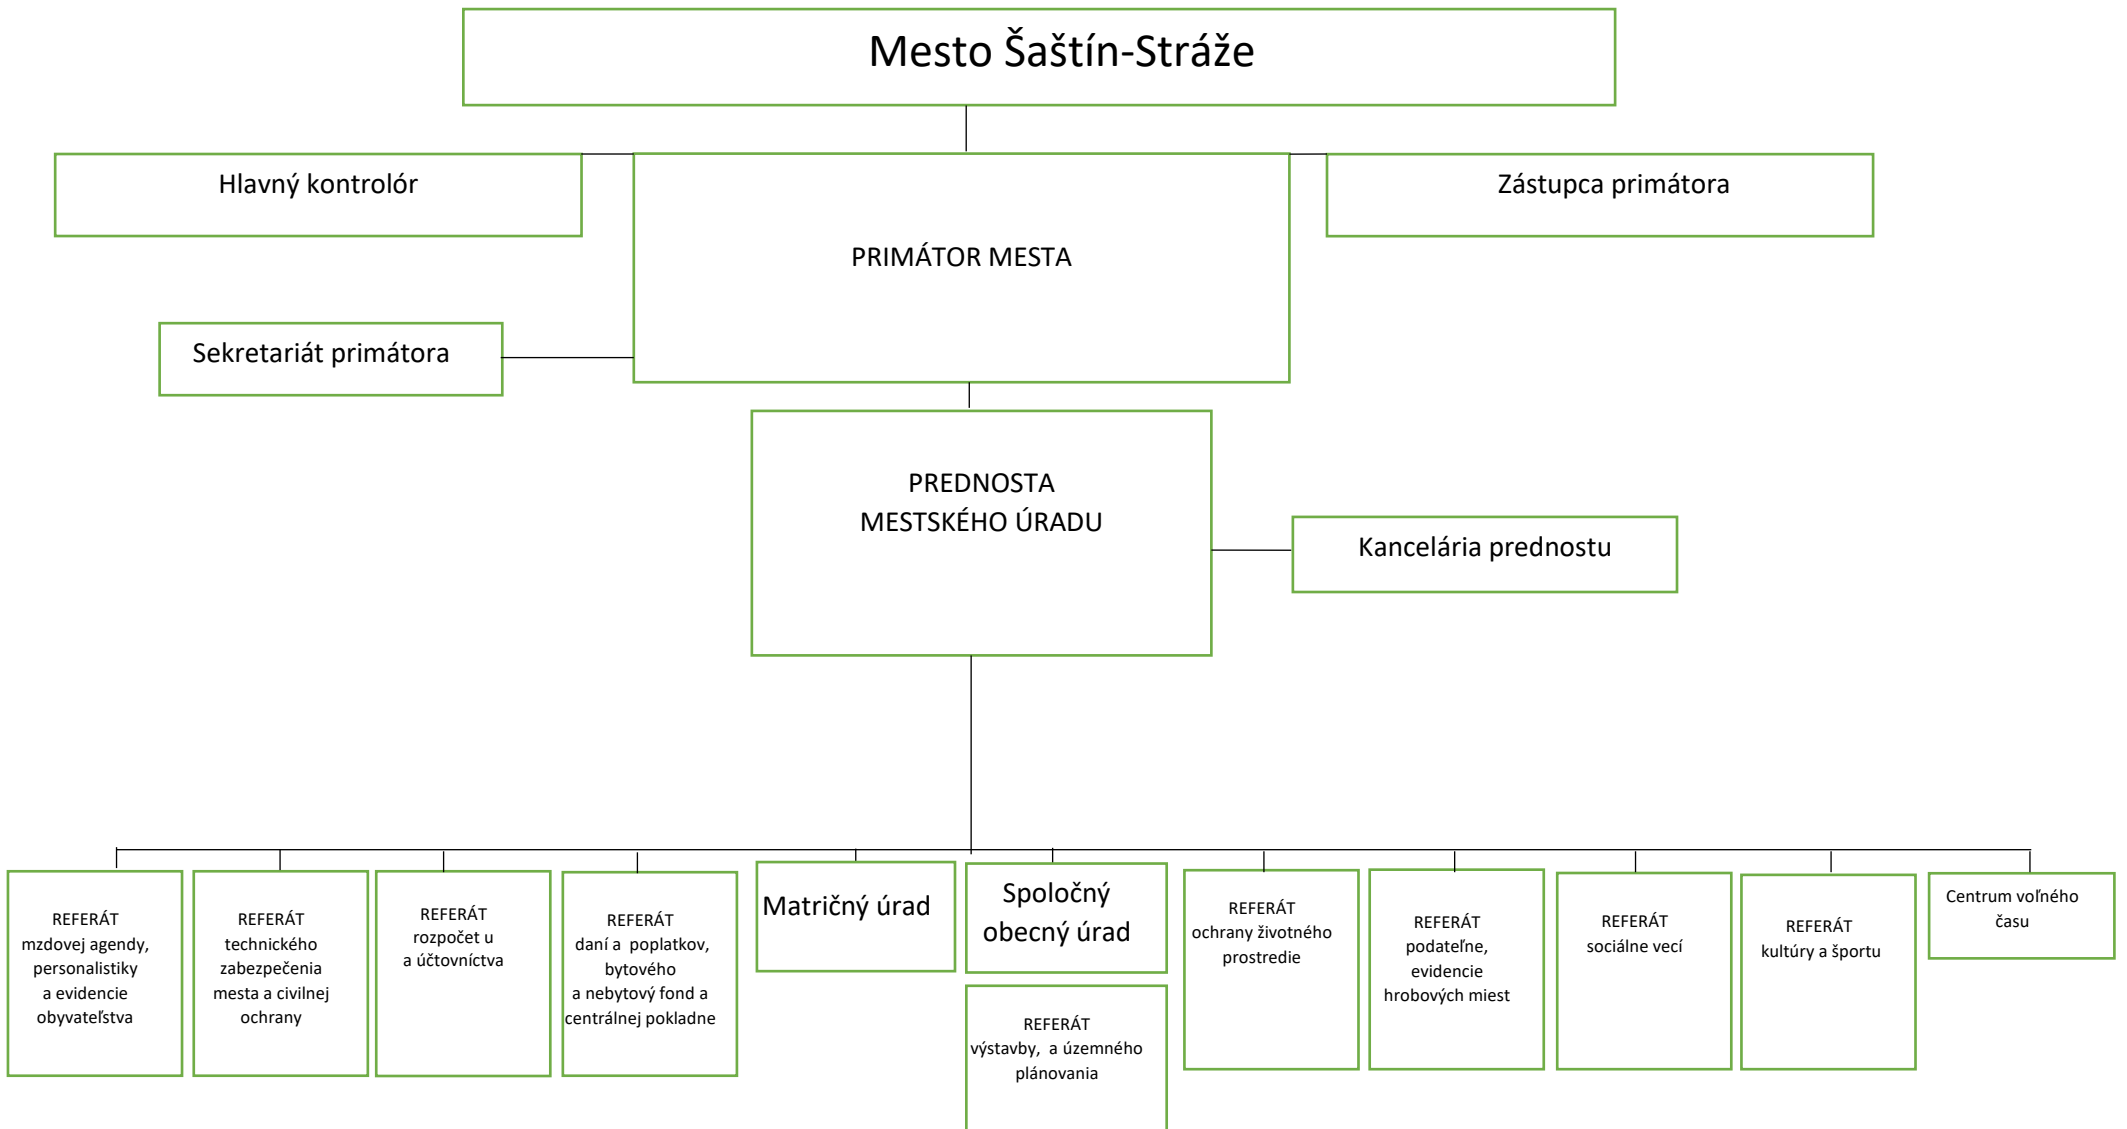 Mesto Šaštín-Stráže
Hlavný kontrolór
Zástupca primátora
PRIMÁTOR MESTA
Sekretariát primátora
PREDNOSTA
MESTSKÉHO ÚRADU
Kancelária prednostu
REFERÁT
mzdovej agendy,
personalistiky
a evidencie
obyvateľstva
REFERÁT
technického
zabezpečenia
mesta a civilnej
ochrany
REFERÁT
rozpočet u
a účtovníctva
REFERÁT
daní a poplatkov,
bytového
a nebytový fond a
centrálnej pokladne
Matričný úrad
Spoločný
obecný úrad
REFERÁT
výstavby, a územného
plánovania
REFERÁT
ochrany životného
prostredie
REFERÁT
podateľne,
evidencie
hrobových miest
REFERÁT
sociálne vecí
REFERÁT
kultúry a športu
Centrum voľného
času